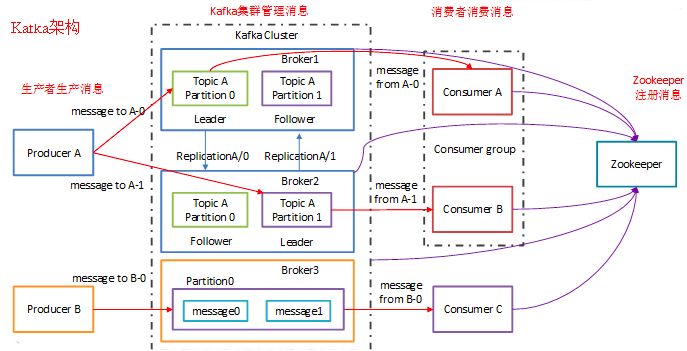 Kafka架构
Kafka集群管理消息
消费者消费消息
Kafka Cluster
生产者生产消息
Zookeeper
注册消息
Broker1
Topic A
Partition 0
Topic A
Partition 1
Leader
Follower
message to A-0
message
from A-0
Consumer A
Producer A
ReplicationA/0
ReplicationA/1
Consumer group
Zookeeper
message to A-1
Broker2
Topic A
Partition 0
Topic A
Partition 1
Follower
Leader
message
from A-1
Consumer B
message to B-0
Broker3
Partition0
message0
message1
Producer B
message
from B-0
Consumer C